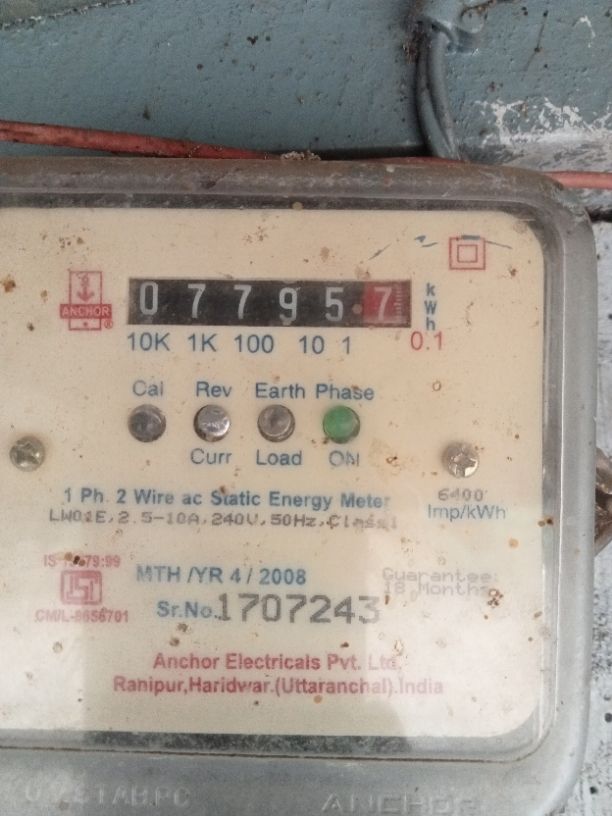 077957
kWh
ANCHOR
®
10K 1K 100 10 1 0.1
Cal Rev Earth Phase
Curr Load ON
6400
Imp/kWh
1 Ph. 2 Wire ac Static Energy Meter
LW01E, 2.5-10A, 240V, 50Hz, Class1
MTH /YR 4 / 2008
Guarantee:
18 Months
CM/L-8656701
Sr.No. 1707243
Anchor Electricals Pvt. Ltd.
Ranipur, Haridwar. (Uttaranchal). India
ANCHOR